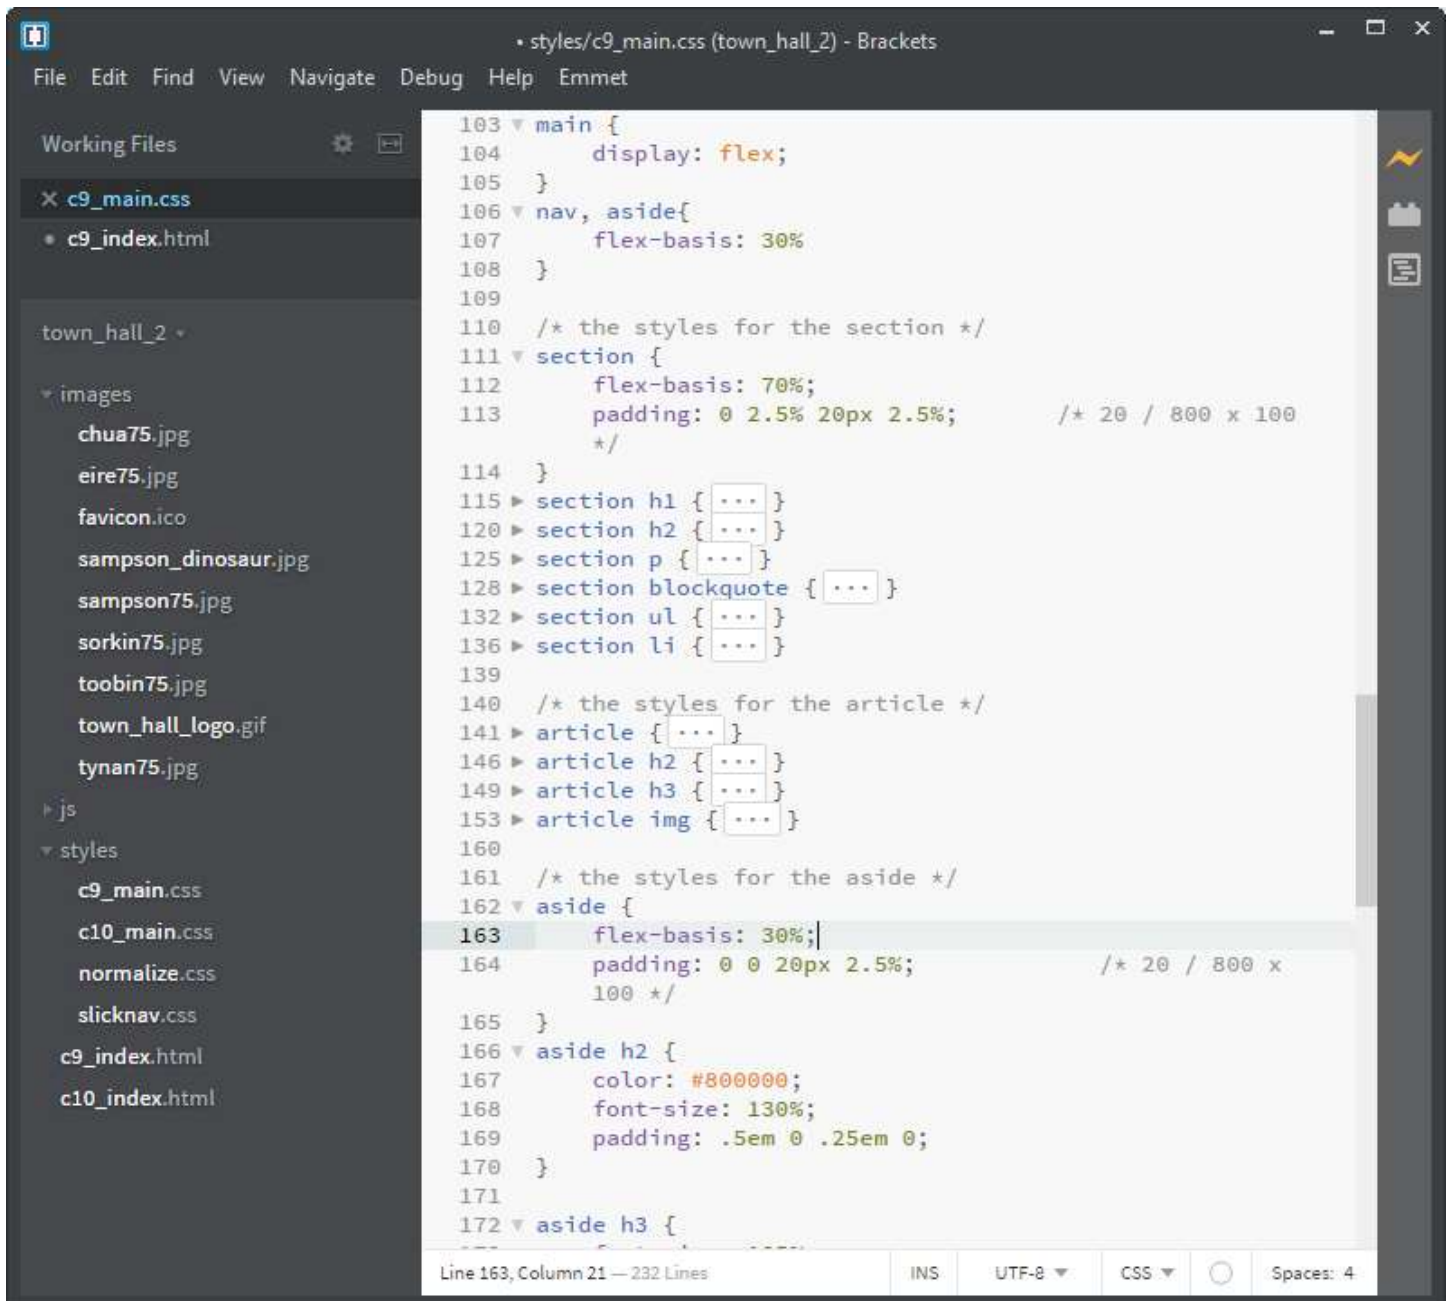 • styles/c9_main.css (town_hall_2) - Brackets
File Edit Find View Navigate Debug Help Emmet
Working Files
c9_main.css
c9_index.html
town_hall_2
images
chua75.jpg
eire75.jpg
favicon.ico
sampson_dinosaur.jpg
sampson75.jpg
sorkin75.jpg
toobin75.jpg
town_hall_logo.gif
tynan75.jpg
js
styles
c9_main.css
c10_main.css
normalize.css
slicknav.css
c9_index.html
c10_index.html
103 main {
104 display: flex;
105 }
106 nav, aside{
107 flex-basis: 30%
108 }
109
110 /* the styles for the section */
111 section {
112 flex-basis: 70%;
113 padding: 0 2.5% 20px 2.5%; /* 20 / 800 x 100
*/
114 }
115 section h1 { ... }
120 section h2 { ... }
125 section p { ... }
128 section blockquote { ... }
132 section ul { ... }
136 section li { ... }
139
140 /* the styles for the article */
141 article { ... }
146 article h2 { ... }
149 article h3 { ... }
153 article img { ... }
160
161 /* the styles for the aside */
162 aside {
163 flex-basis: 30%;
164 padding: 0 0 20px 2.5%; /* 20 / 800 x
100 */
165 }
166 aside h2 {
167 color: #800000;
168 font-size: 130%;
169 padding: .5em 0 .25em 0;
170 }
171
172 aside h3 {
Line 163, Column 21 — 232 Lines INS UTF-8 CSS Spaces: 4